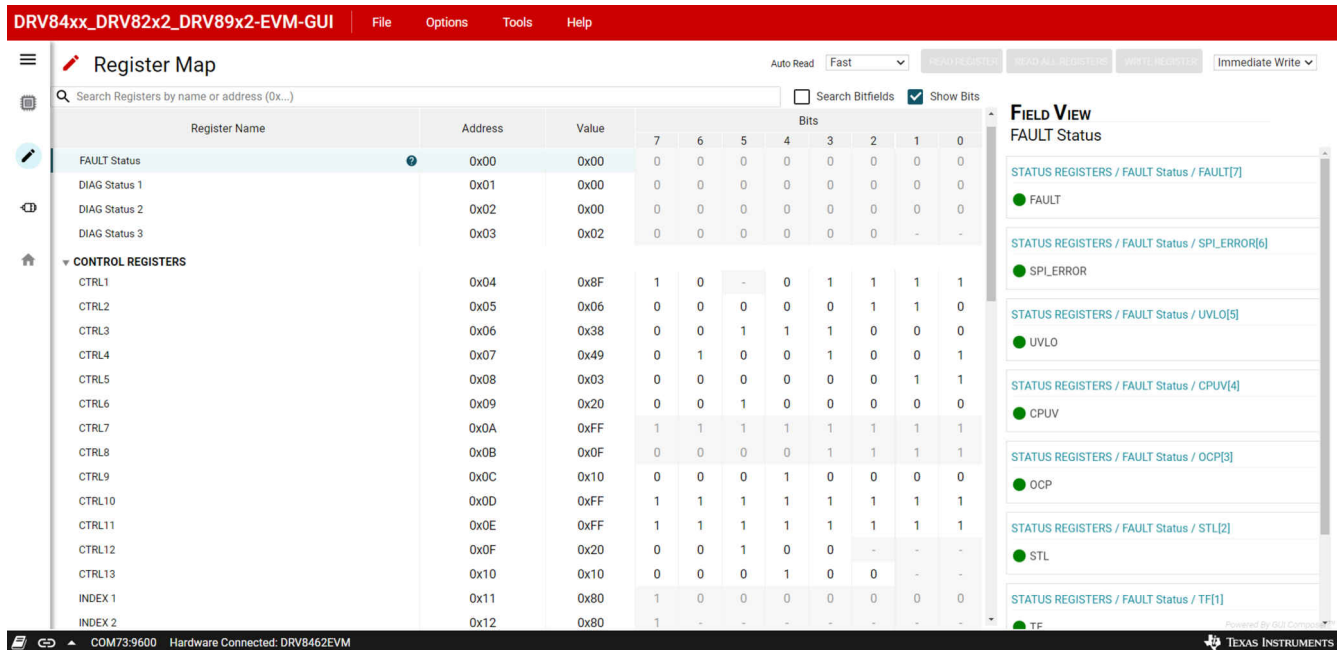 DRV84xx_DRV82x2_DRV89x2-EVM-GUI File Options Tools Help
Register Map Auto Read Fast READ REGISTER READ ALL REGISTERS WRITE REGISTER Immediate Write
Search Registers by name or address (0x...) Search Bitfields Show Bits
FIELD VIEW
FAULT Status
Register Name Address Value Bits
7 6 5 4 3 2 1 0
FAULT Status ? 0x00 0x00 0 0 0 0 0 0 0 0
DIAG Status 1 0x01 0x00 0 0 0 0 0 0 0 0
DIAG Status 2 0x02 0x00 0 0 0 0 0 0 0 0
DIAG Status 3 0x03 0x02 0 0 0 0 0 0 - -
CONTROL REGISTERS
CTRL1 0x04 0x8F 1 0 - 0 1 1 1 1
CTRL2 0x05 0x06 0 0 0 0 0 1 1 0
CTRL3 0x06 0x38 0 0 1 1 1 0 0 0
CTRL4 0x07 0x49 0 1 0 0 1 0 0 1
CTRL5 0x08 0x03 0 0 0 0 0 0 1 1
CTRL6 0x09 0x20 0 0 1 0 0 0 0 0
CTRL7 0x0A 0xFF 1 1 1 1 1 1 1 1
CTRL8 0x0B 0x0F 0 0 0 0 1 1 1 1
CTRL9 0x0C 0x10 0 0 0 1 0 0 0 0
CTRL10 0x0D 0xFF 1 1 1 1 1 1 1 1
CTRL11 0x0E 0xFF 1 1 1 1 1 1 1 1
CTRL12 0x0F 0x20 0 0 1 0 0 - - -
CTRL13 0x10 0x10 0 0 0 1 0 0 - -
INDEX 1 0x11 0x80 1 0 0 0 0 0 0 0
INDEX 2 0x12 0x80 1 - - - - - - -
STATUS REGISTERS / FAULT Status / FAULT[7]
FAULT
STATUS REGISTERS / FAULT Status / SPI_ERROR[6]
SPI_ERROR
STATUS REGISTERS / FAULT Status / UVLO[5]
UVLO
STATUS REGISTERS / FAULT Status / CPUV[4]
CPUV
STATUS REGISTERS / FAULT Status / OCP[3]
OCP
STATUS REGISTERS / FAULT Status / STL[2]
STL
STATUS REGISTERS / FAULT Status / TF[1]
TF
Powered By GUI Composer™
COM73:9600 Hardware Connected: DRV8462EVM TEXAS INSTRUMENTS